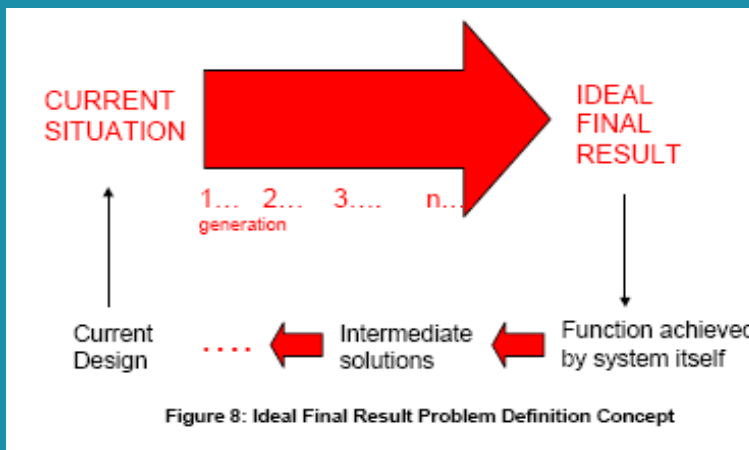 CURRENT
SITUATION
IDEAL
FINAL
RESULT
1... 2... 3.... n...
generation
Current
Design
....
Intermediate
solutions
Function achieved
by system itself
Figure 8: Ideal Final Result Problem Definition Concept